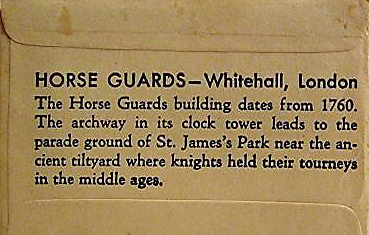 HORSE GUARDS—Whitehall, London
The Horse Guards building dates from 1760.
The archway in its clock tower leads to the
parade ground of St. James's Park near the an-
cient tiltyard where knights held their tourneys
in the middle ages.